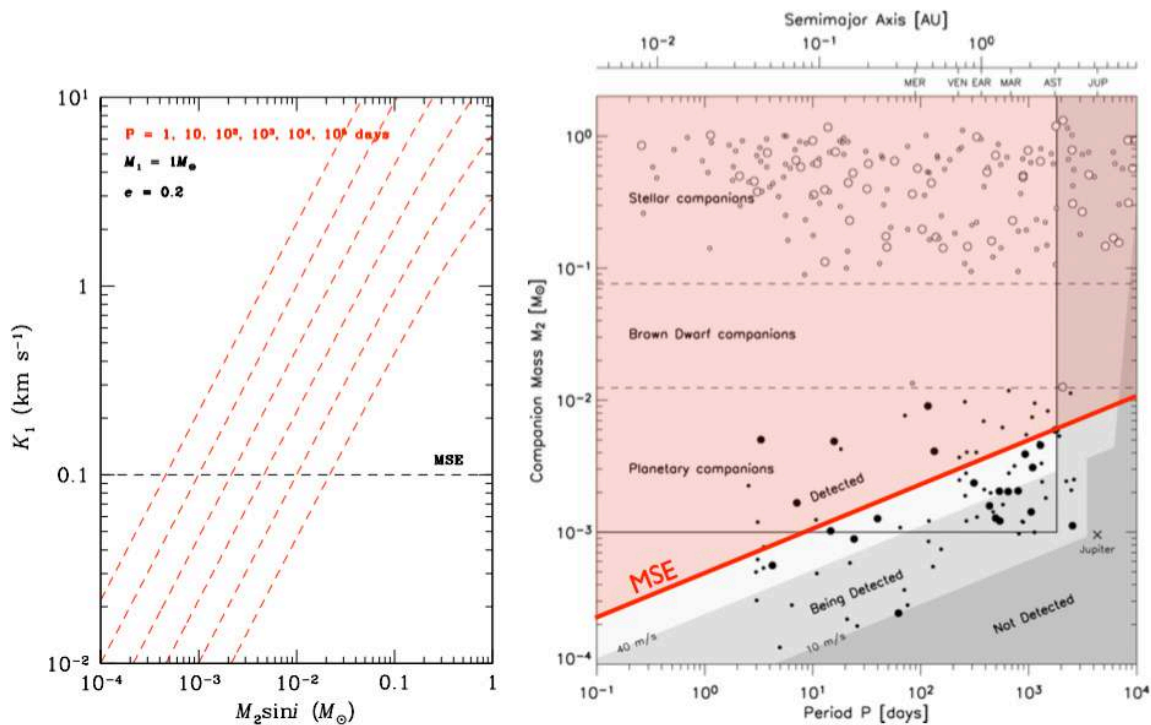 10¹
1
0.1
10⁻²
K₁ (km s⁻¹)
P = 1, 10, 10², 10³, 10⁴, 10⁵ days
M₁ = 1M⊙
e = 0.2
MSE
10⁻⁴ 10⁻³ 10⁻² 0.1 1
M₂sini (M⊙)
Semimajor Axis [AU]
10⁻² 10⁻¹ 10⁰
MER VEN EAR MAR AST JUP
10⁰
10⁻¹
10⁻²
10⁻³
10⁻⁴
Companion Mass M₂ [M⊙]
Stellar companions
Brown Dwarf companions
Planetary companions
Detected
MSE
Being Detected
Jupiter
Not Detected
40 m/s
10 m/s
10⁻¹ 10⁰ 10¹ 10² 10³ 10⁴
Period P [days]